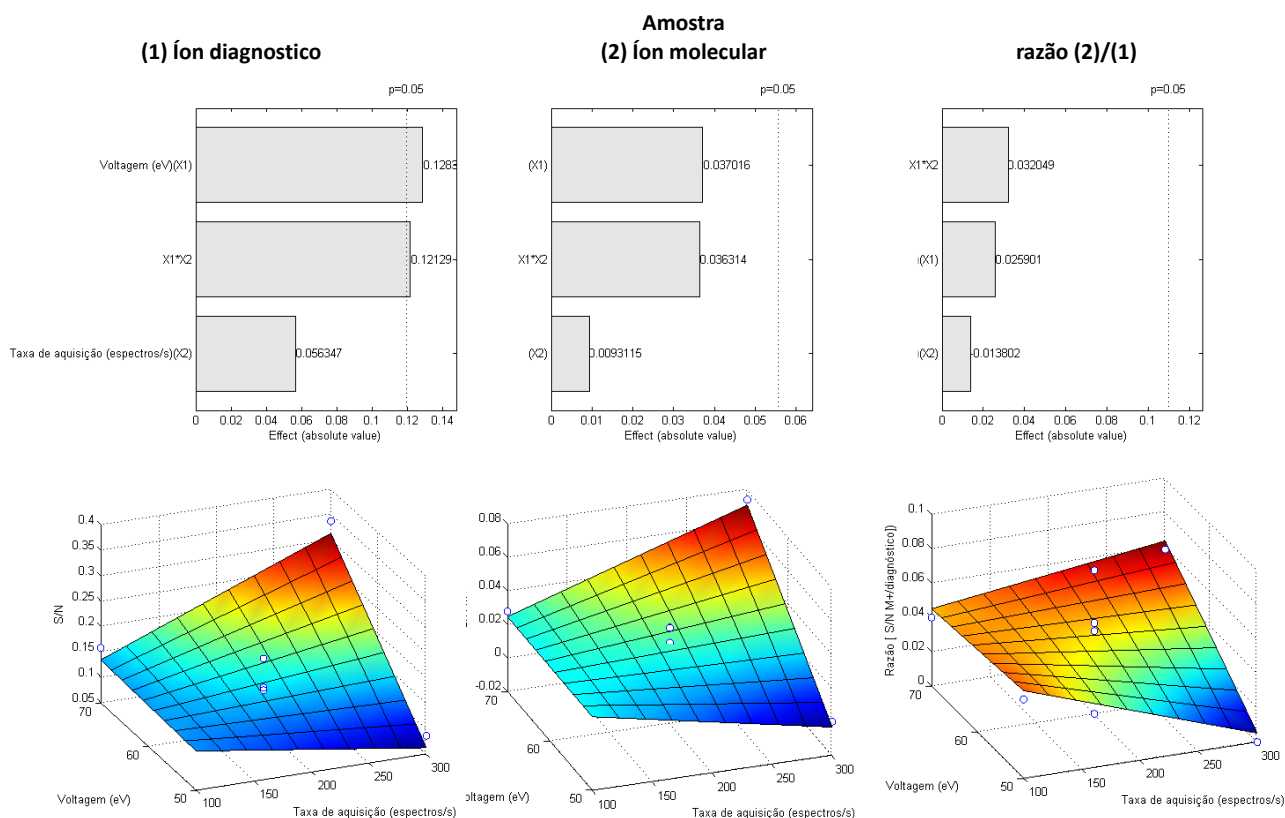 Amostra
(1) Íon diagnostico
(2) Íon molecular
razão (2)/(1)
p=0.05
Voltagem (eV)(X1)
0.1283
X1*X2
0.12129
Taxa de aquisição (espectros/s)(X2)
0.056347
0 0.02 0.04 0.06 0.08 0.1 0.12 0.14
Effect (absolute value)
p=0.05
(X1)
0.037016
X1*X2
0.036314
(X2)
0.0093115
0 0.01 0.02 0.03 0.04 0.05 0.06
Effect (absolute value)
p=0.05
X1*X2
0.032049
(X1)
0.025901
(X2)
-0.013802
0 0.02 0.04 0.06 0.08 0.1 0.12
Effect (absolute value)
0.4
0.35
0.3
0.25
0.2
0.15
0.1
0.05
S/N
70
60
50
Voltagem (eV)
100 150 200 250 300
Taxa de aquisição (espectros/s)
0.08
0.06
0.04
0.02
0
-0.02
70
60
50
oltagem (eV)
100 150 200 250 300
Taxa de aquisição (espectros/s)
0.1
0.08
0.06
0.04
0.02
0
Razão [ S/N M+/diagnóstico])
70
60
50
Voltagem (eV)
100 150 200 250 300
Taxa de aquisição (espectros/s)